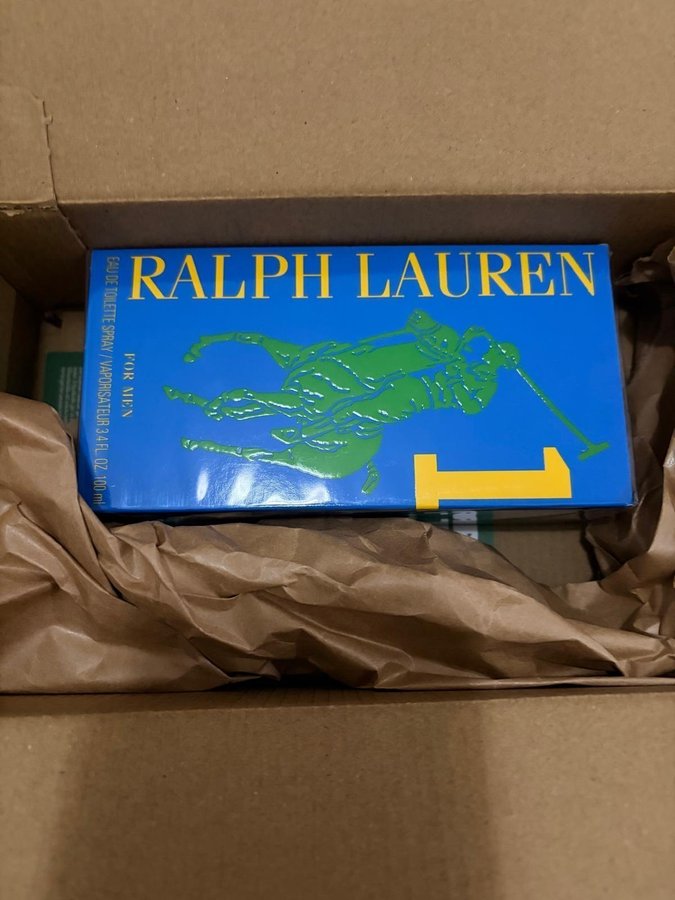 RALPH LAUREN
EAU DE TOILETTE SPRAY / VAPORISATEUR 3.4 FL. OZ. 100 ml
FOR MEN
1